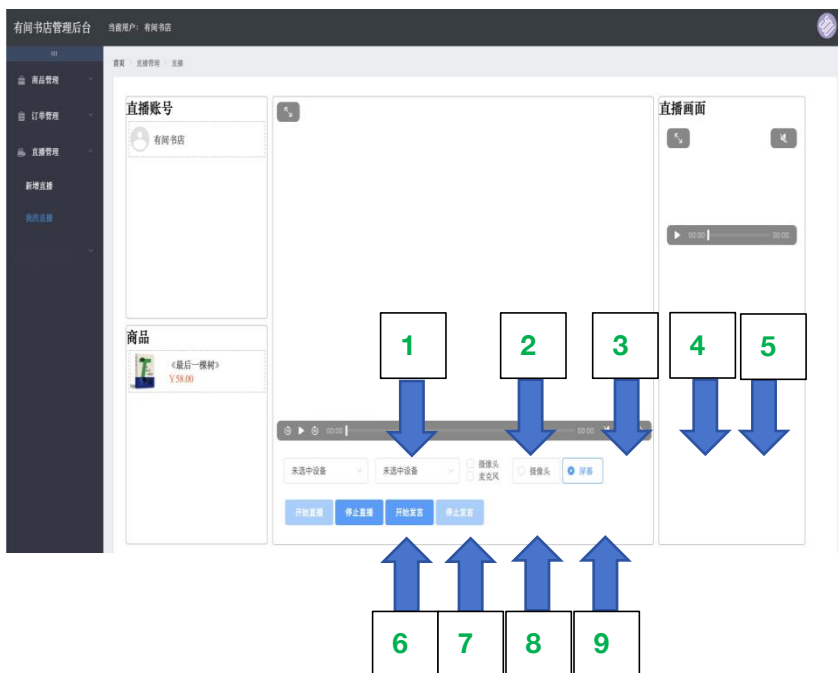 有间书店管理后台 当前用户: 有间书店
首页 直播管理 直播
商品管理
订单管理
直播管理
新增直播
我的直播
直播账号
有间书店
商品
《最后一棵树》
￥58.00
直播画面
00:00 00:00
1 2 3 4 5
00:00 00:00
未选中设备 未选中设备 摄像头 麦克风 摄像头 屏幕
开始直播 停止直播 开始发言 停止发言
6 7 8 9